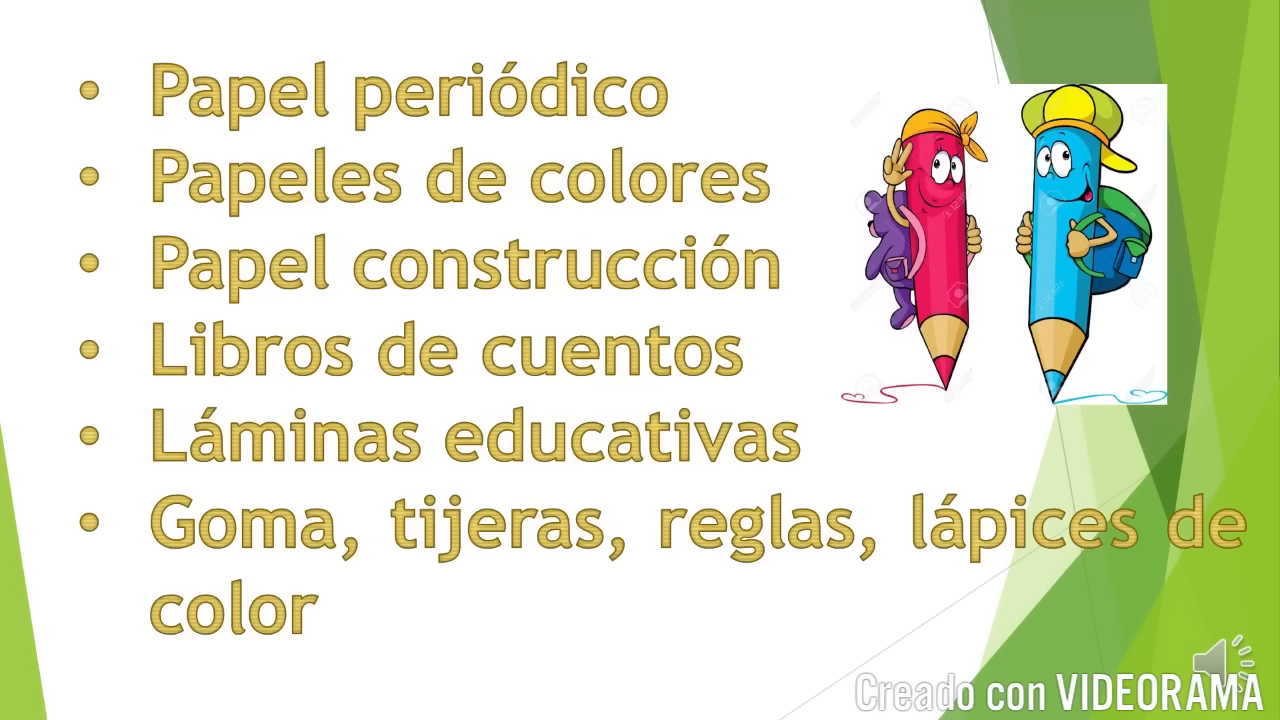 • Papel periódico
• Papeles de colores
• Papel construcción
• Libros de cuentos
• Láminas educativas
• Goma, tijeras, reglas, lápices de
color
Creado con VIDEORAMA